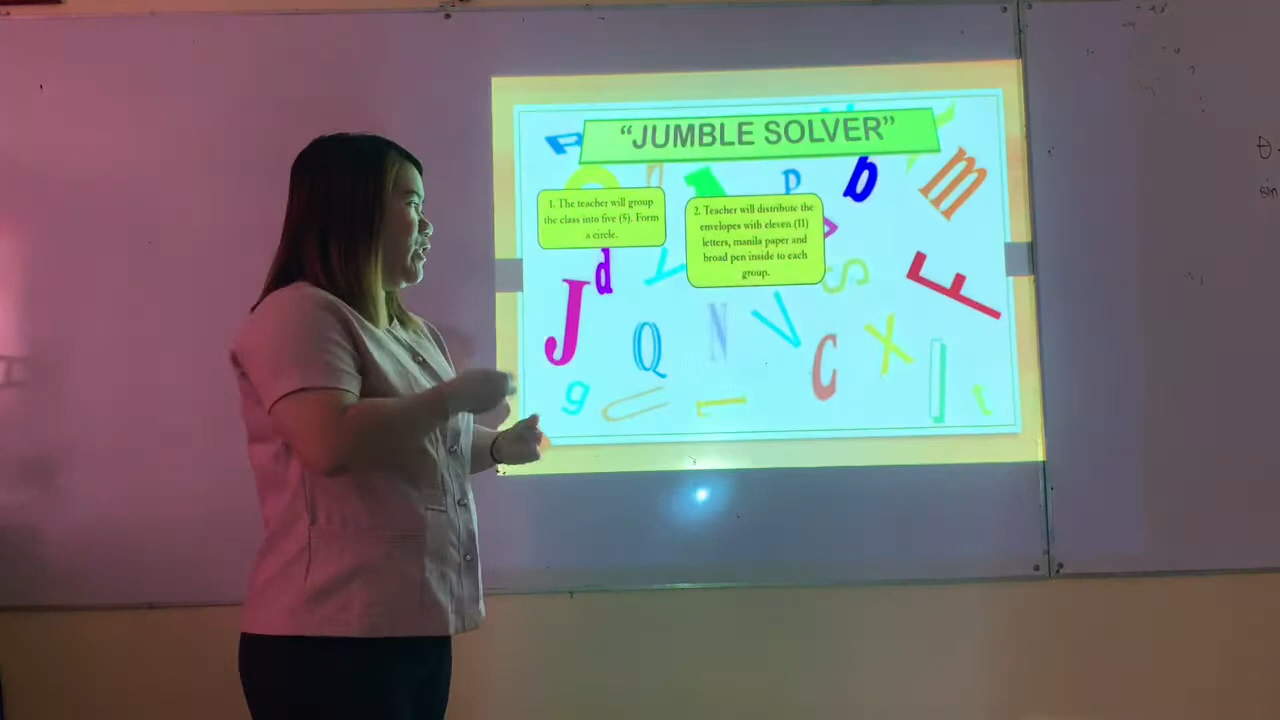 “JUMBLE SOLVER”
1. The teacher will group
the class into five (5). Form
a circle.
2. Teacher will distribute the
envelopes with eleven (11)
letters, manila paper and
broad pen inside to each
group.
P b m
d y S F
J Q N V C X I
g U I t
θ
sin